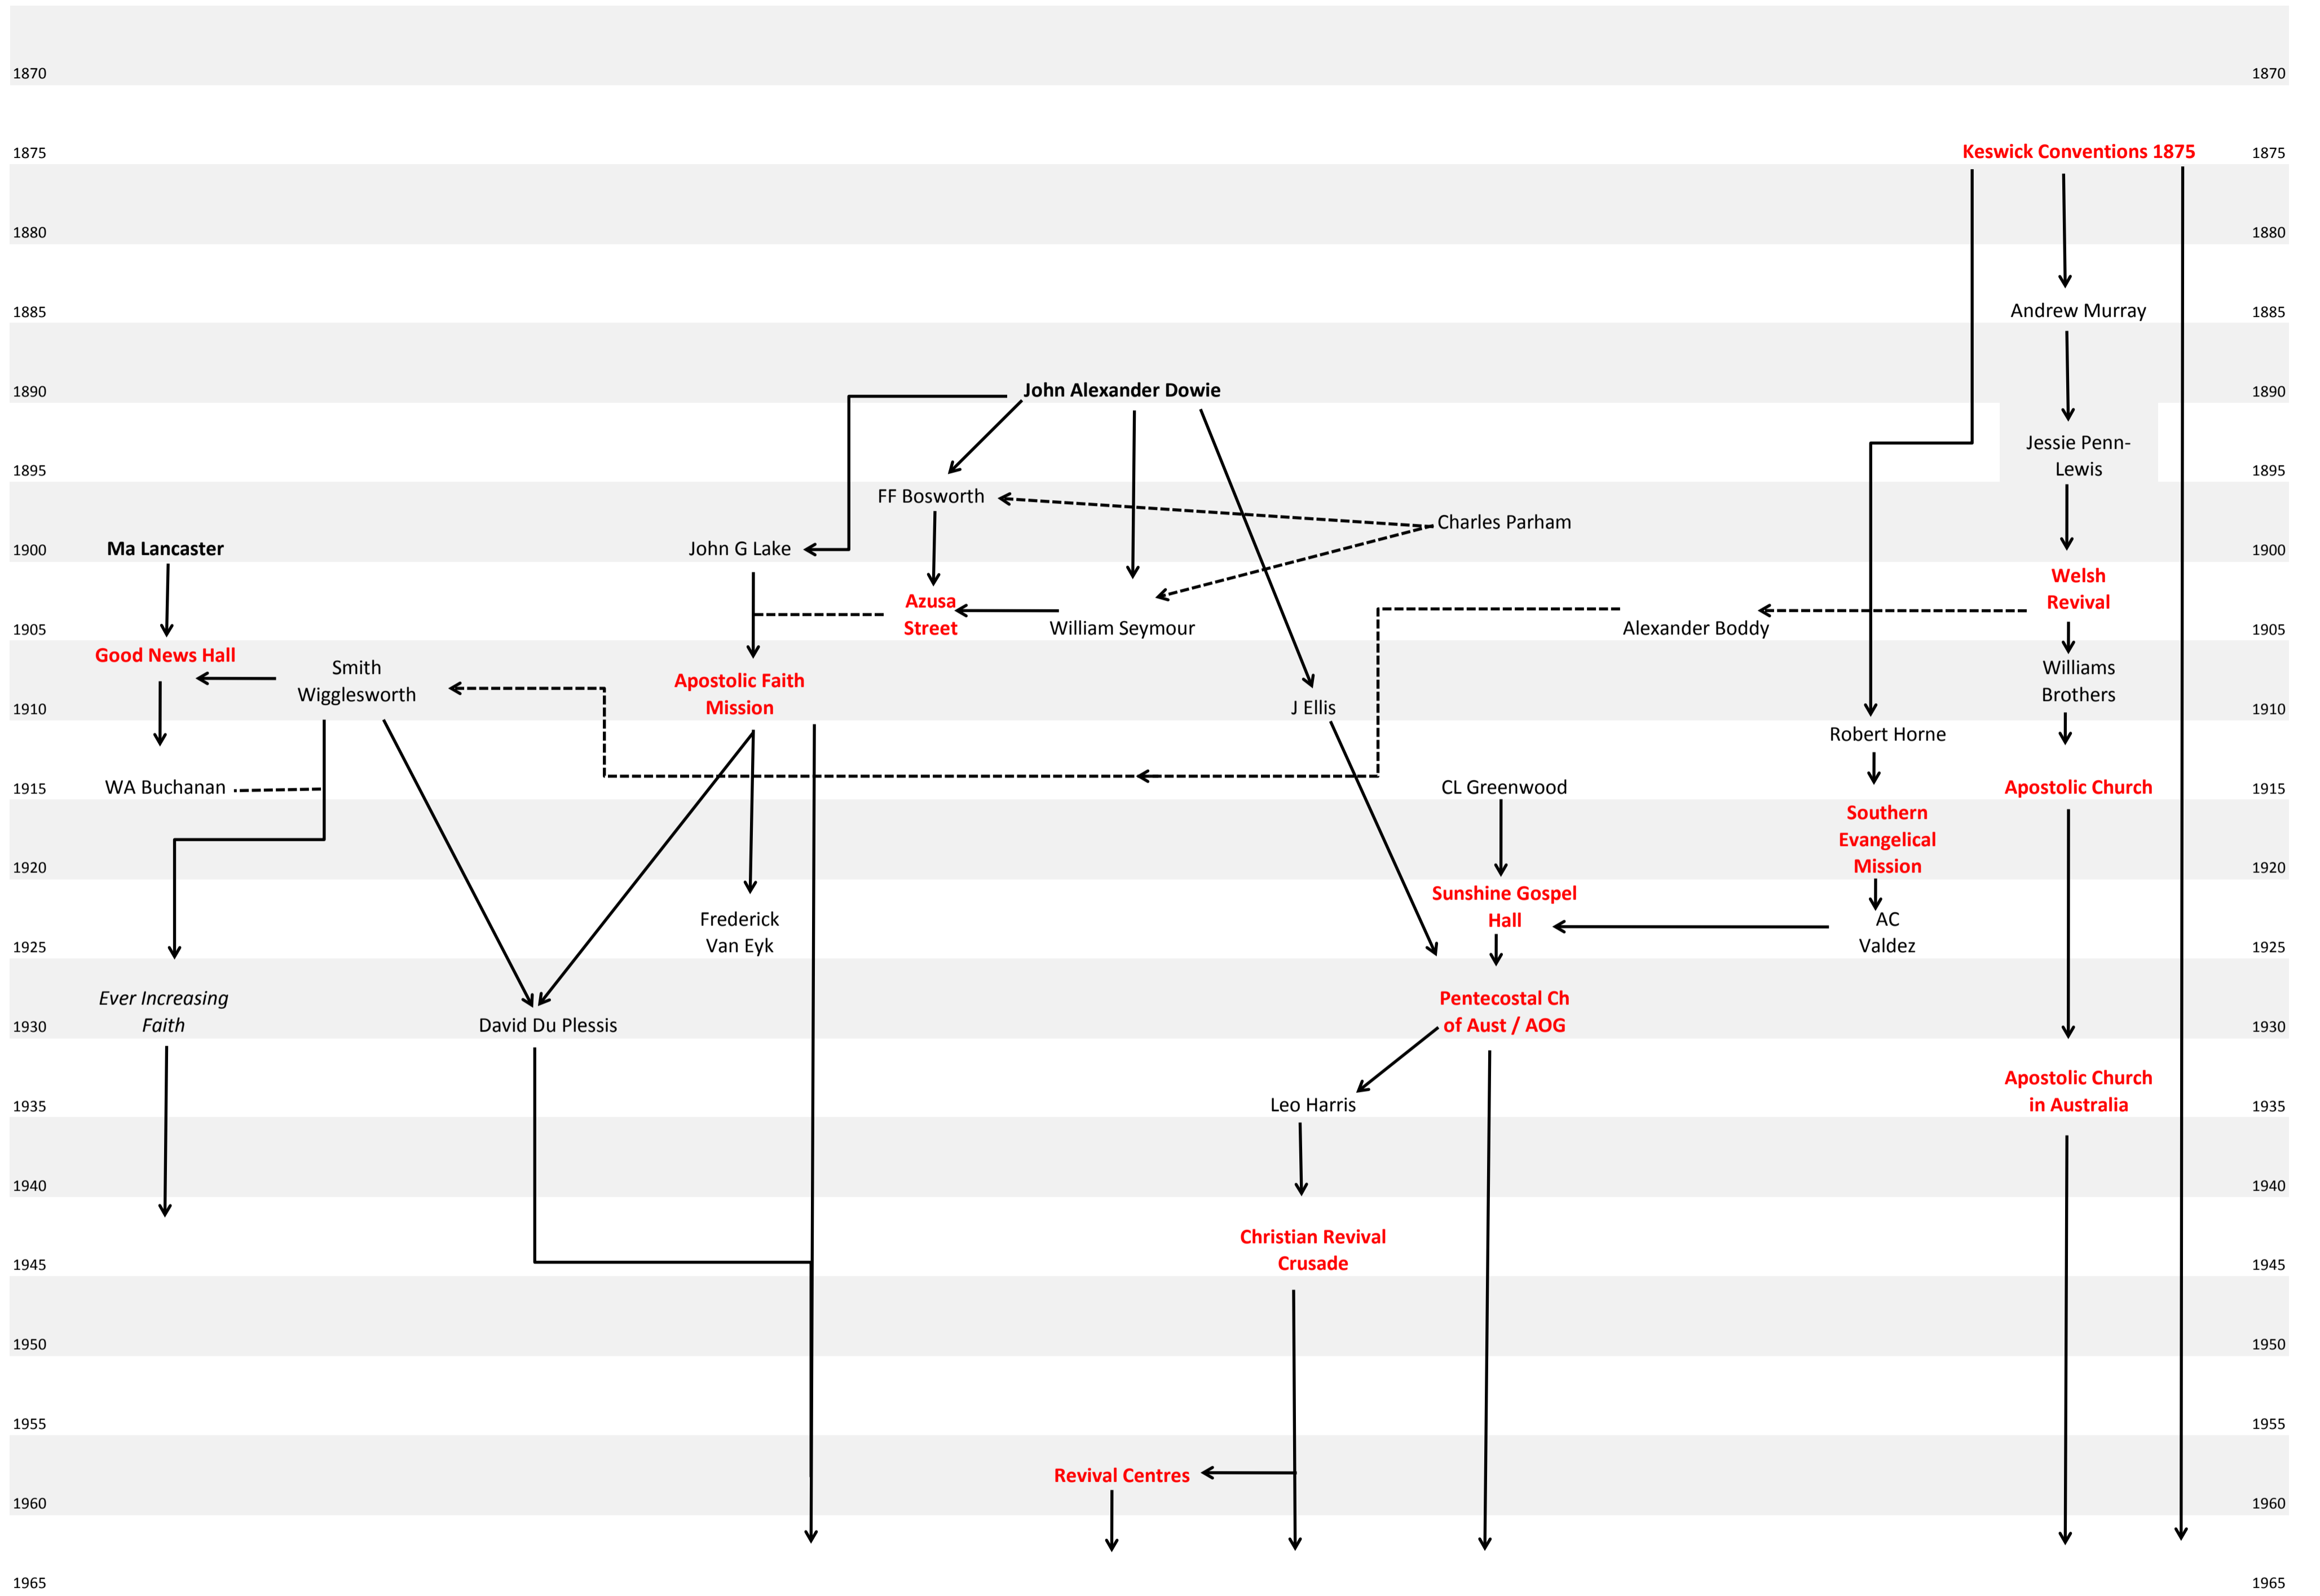 1870 1870
1875 Keswick Conventions 1875 1875
1880 1880
1885 Andrew Murray 1885
1890 John Alexander Dowie 1890
Jessie Penn-
Lewis
1895 1895
FF Bosworth
Charles Parham
1900 Ma Lancaster John G Lake 1900
Welsh
Revival
Azusa
Street
1905 William Seymour Alexander Boddy 1905
Good News Hall
Smith
Wigglesworth
Williams
Brothers
Apostolic Faith
Mission
1910 J Ellis 1910
Robert Horne
1915 WA Buchanan CL Greenwood Apostolic Church 1915
Southern
Evangelical
Mission
1920 1920
Sunshine Gospel
Hall
Frederick
Van Eyk
AC
Valdez
1925 1925
Ever Increasing
Faith
Pentecostal Ch
of Aust / AOG
1930 David Du Plessis 1930
Apostolic Church
in Australia
1935 Leo Harris 1935
1940 1940
Christian Revival
Crusade
1945 1945
1950 1950
1955 1955
Revival Centres
1960 1960
1965 1965